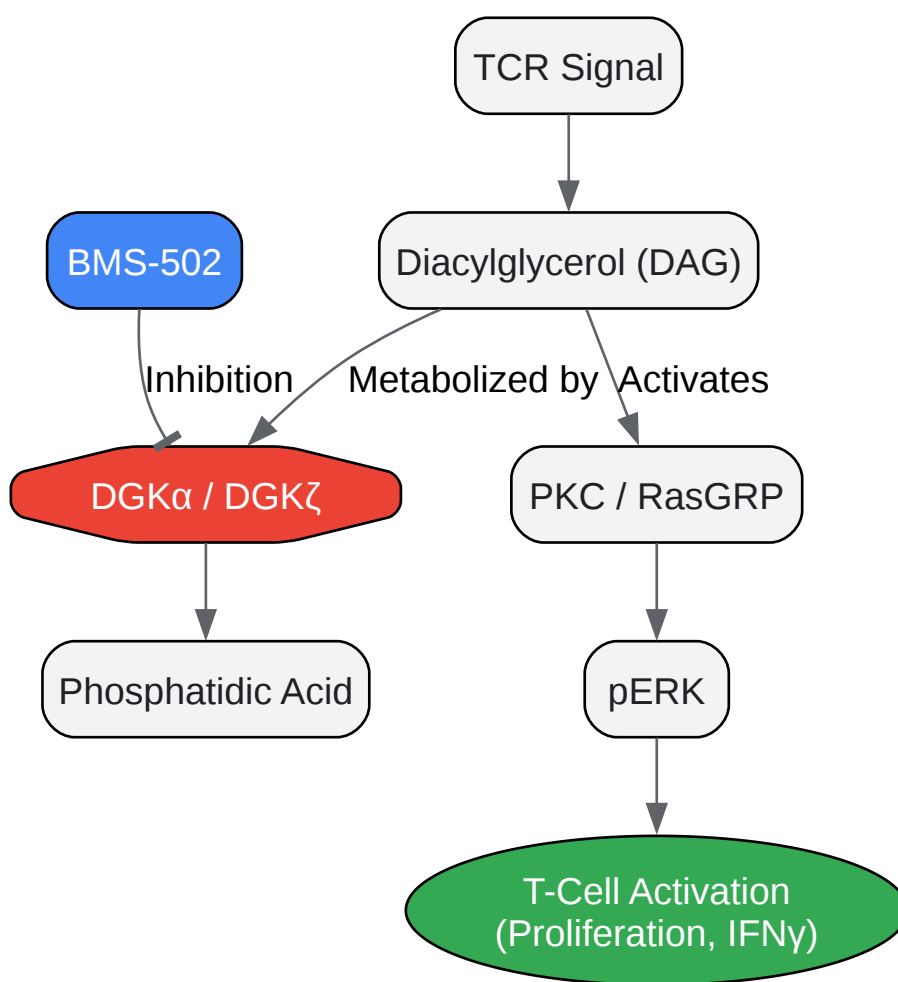 TCR Signal
BMS-502
Diacylglycerol (DAG)
Inhibition
Metabolized by
Activates
DGKα / DGKζ
PKC / RasGRP
Phosphatidic Acid
pERK
T-Cell Activation
(Proliferation, IFNγ)